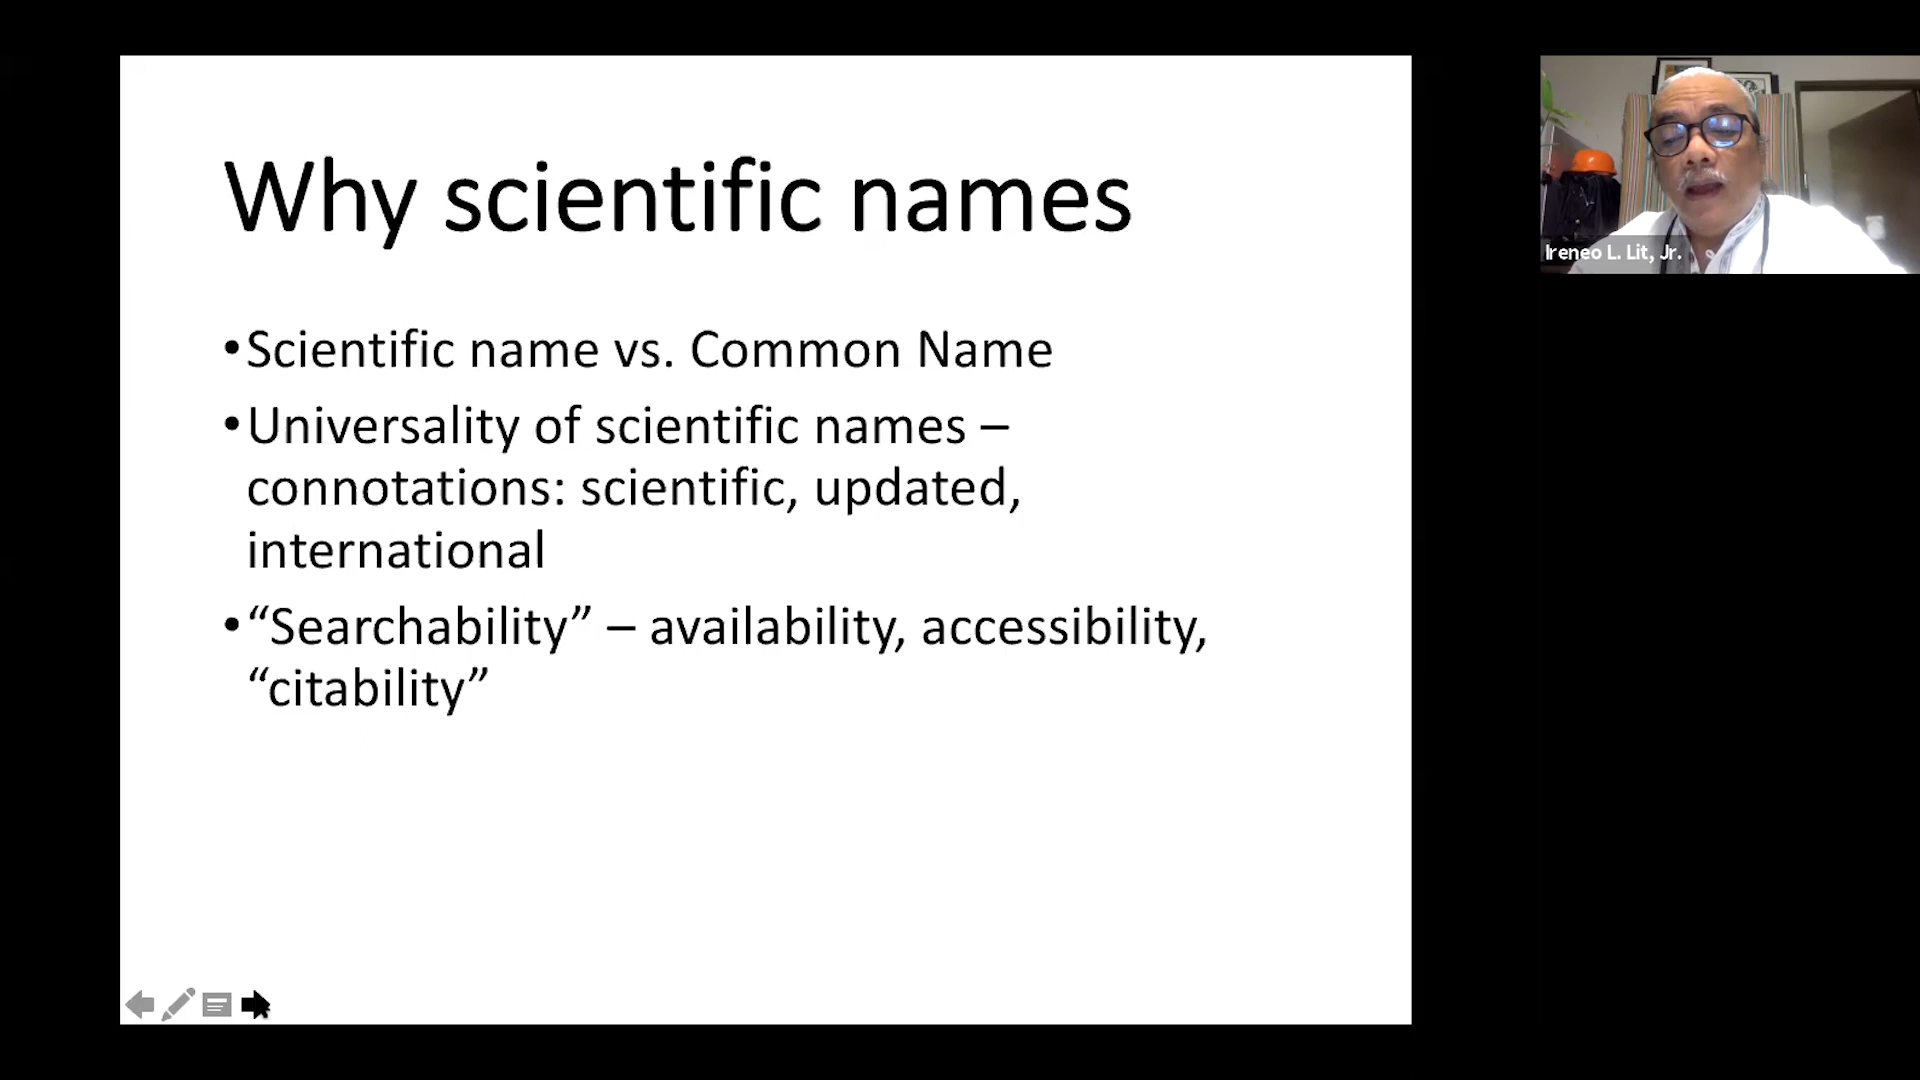 Why scientific names
•Scientific name vs. Common Name
•Universality of scientific names –
connotations: scientific, updated,
international
•“Searchability” – availability, accessibility,
“citability”
Ireneo L. Lit, Jr.